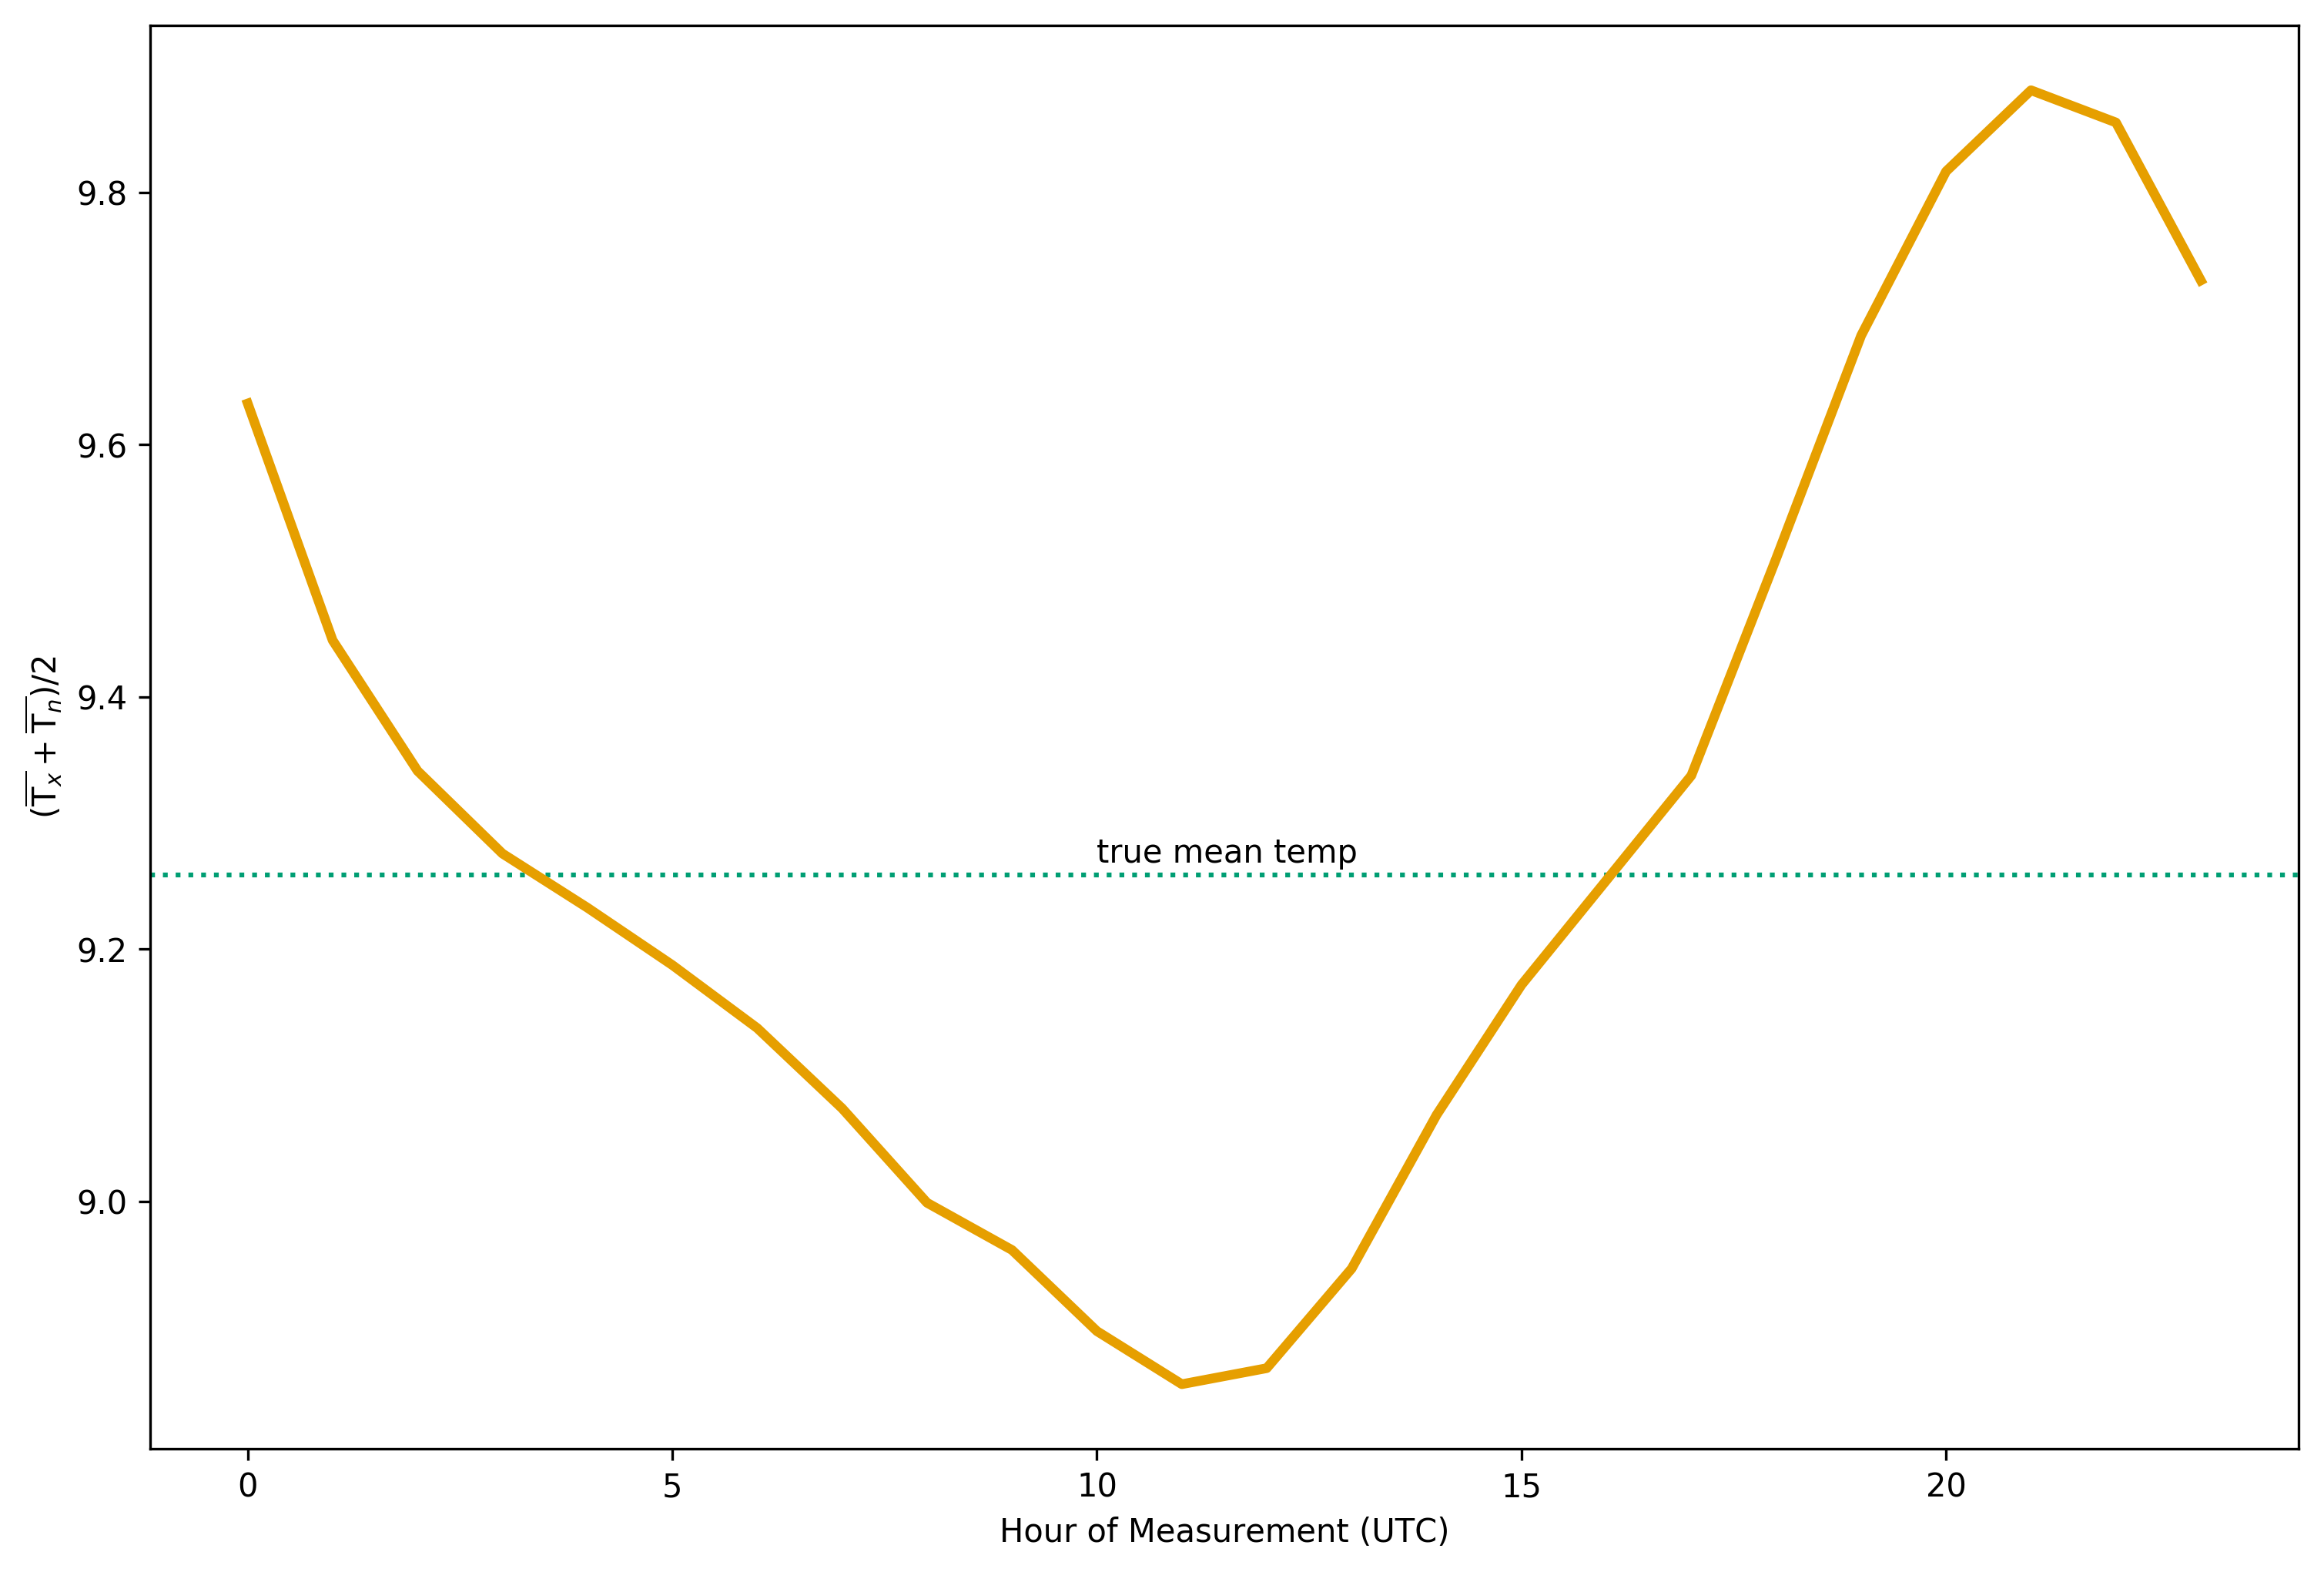 9.8
9.6
9.4
9.2
9.0
(T̅ₓ + T̅ₙ)/2
true mean temp
0 5 10 15 20
Hour of Measurement (UTC)